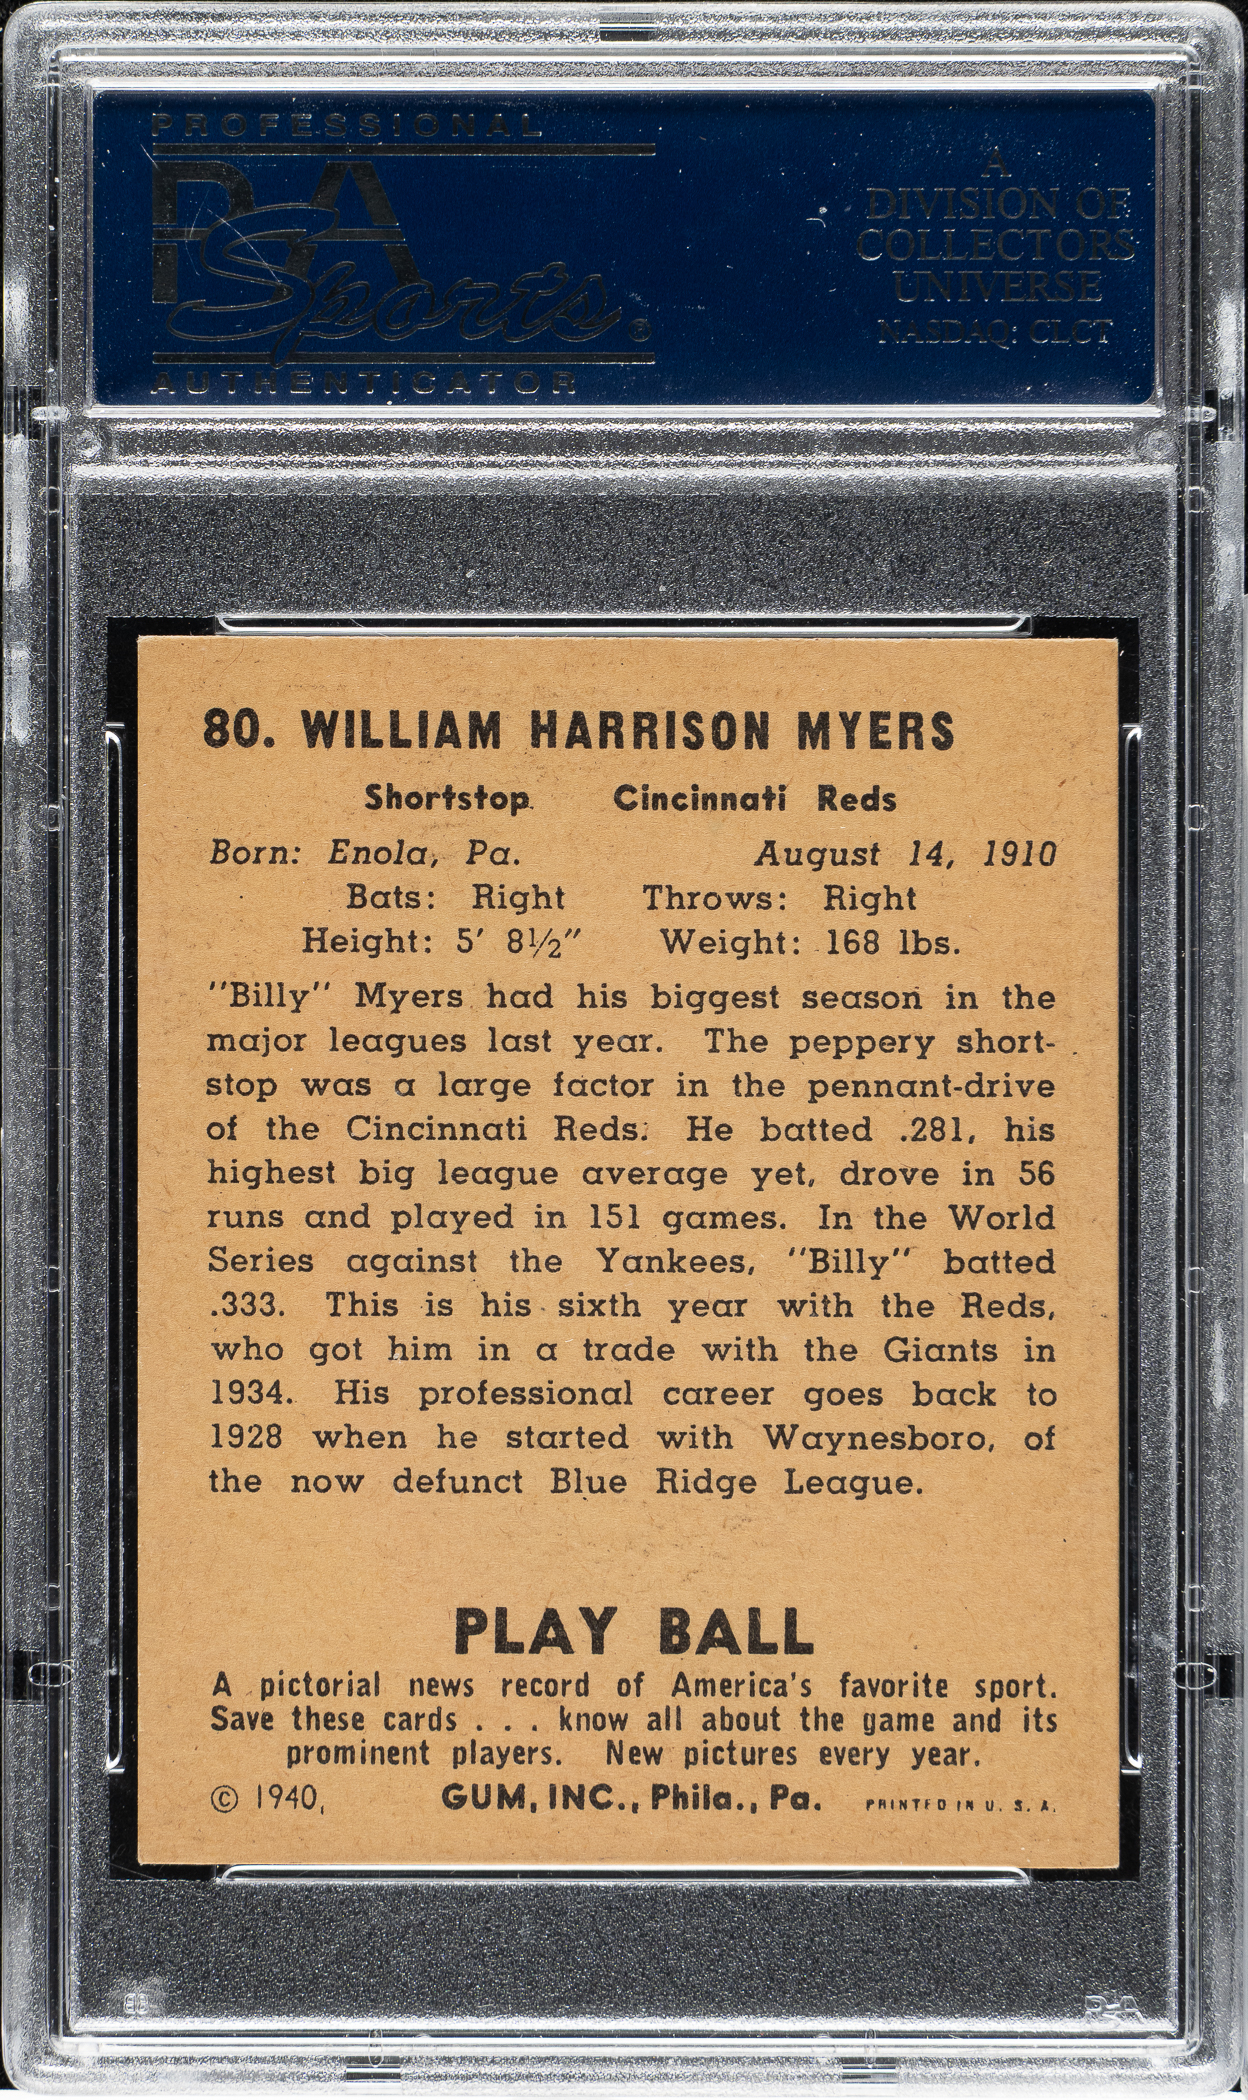 PROFESSIONAL
PSA
Sports®
AUTHENTICATOR
A
DIVISION OF
COLLECTORS
UNIVERSE
NASDAQ: CLCT
80. WILLIAM HARRISON MYERS
Shortstop Cincinnati Reds
Born: Enola, Pa. August 14, 1910
Bats: Right Throws: Right
Height: 5′ 8½″ Weight: 168 lbs.
"Billy" Myers had his biggest season in the
major leagues last year. The peppery short-
stop was a large factor in the pennant-drive
of the Cincinnati Reds. He batted .281, his
highest big league average yet, drove in 56
runs and played in 151 games. In the World
Series against the Yankees, "Billy" batted
.333. This is his sixth year with the Reds,
who got him in a trade with the Giants in
1934. His professional career goes back to
1928 when he started with Waynesboro, of
the now defunct Blue Ridge League.
PLAY BALL
A pictorial news record of America's favorite sport.
Save these cards . . . know all about the game and its
prominent players. New pictures every year.
© 1940, GUM, INC., Phila., Pa. PRINTED IN U. S. A.
PSA